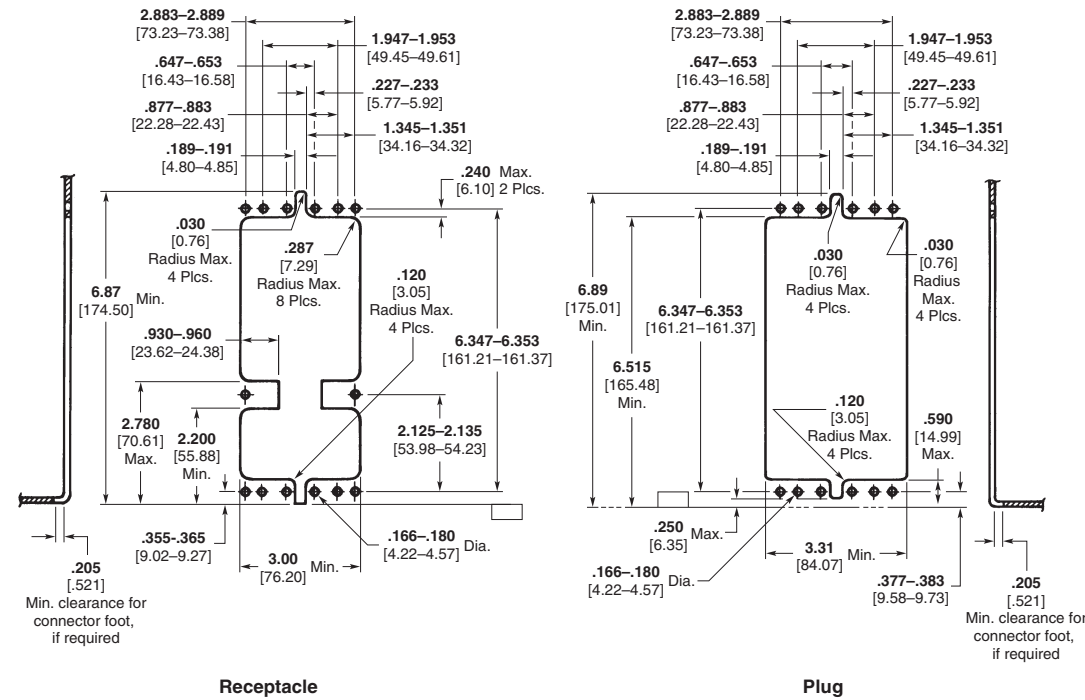 2.883–2.889
[73.23–73.38]
1.947–1.953
[49.45–49.61]
.647–.653
[16.43–16.58]
.227–.233
[5.77–5.92]
.877–.883
[22.28–22.43]
1.345–1.351
[34.16–34.32]
.189–.191
[4.80–4.85]
.240 Max.
[6.10] 2 Plcs.
.030
[0.76]
Radius Max.
4 Plcs.
.287
[7.29]
Radius Max.
8 Plcs.
.120
[3.05]
Radius Max.
4 Plcs.
6.87
[174.50] Min.
.930–.960
[23.62–24.38]
6.347–6.353
[161.21–161.37]
2.780
[70.61]
Max.
2.200
[55.88]
Min.
2.125–2.135
[53.98–54.23]
.355-.365
[9.02–9.27]
3.00
[76.20] Min.
.166–.180
[4.22–4.57] Dia.
.205
[.521]
Min. clearance for
connector foot,
if required
Receptacle
2.883–2.889
[73.23–73.38]
1.947–1.953
[49.45–49.61]
.647–.653
[16.43–16.58]
.227–.233
[5.77–5.92]
.877–.883
[22.28–22.43]
1.345–1.351
[34.16–34.32]
.189–.191
[4.80–4.85]
.030
[0.76]
Radius Max.
4 Plcs.
.030
[0.76]
Radius
Max.
4 Plcs.
6.89
[175.01]
Min.
6.347–6.353
[161.21–161.37]
6.515
[165.48]
Min.
.120
[3.05]
Radius Max.
4 Plcs.
.590
[14.99]
Max.
.250 Max.
[6.35]
3.31
[84.07] Min.
.166–.180
[4.22–4.57] Dia.
.377–.383
[9.58–9.73]
.205
[.521]
Min. clearance for
connector foot,
if required
Plug